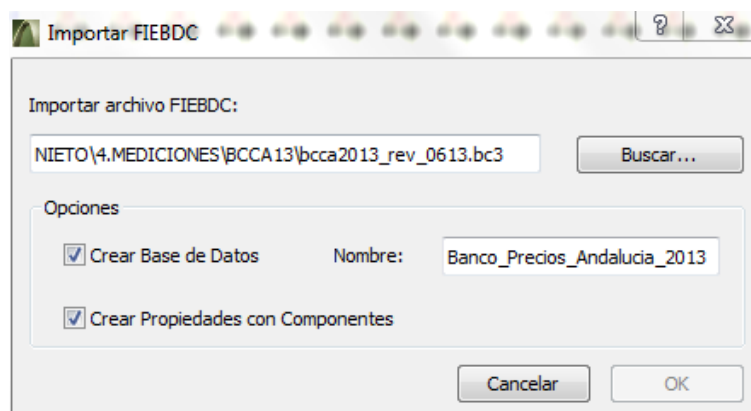 Importar FIEBDC
Importar archivo FIEBDC:
NIETO\4.MEDICIONES\BCCA13\bcca2013_rev_0613.bc3
Buscar...
Opciones
Crear Base de Datos
Nombre:
Banco_Precios_Andalucia_2013
Crear Propiedades con Componentes
Cancelar
OK